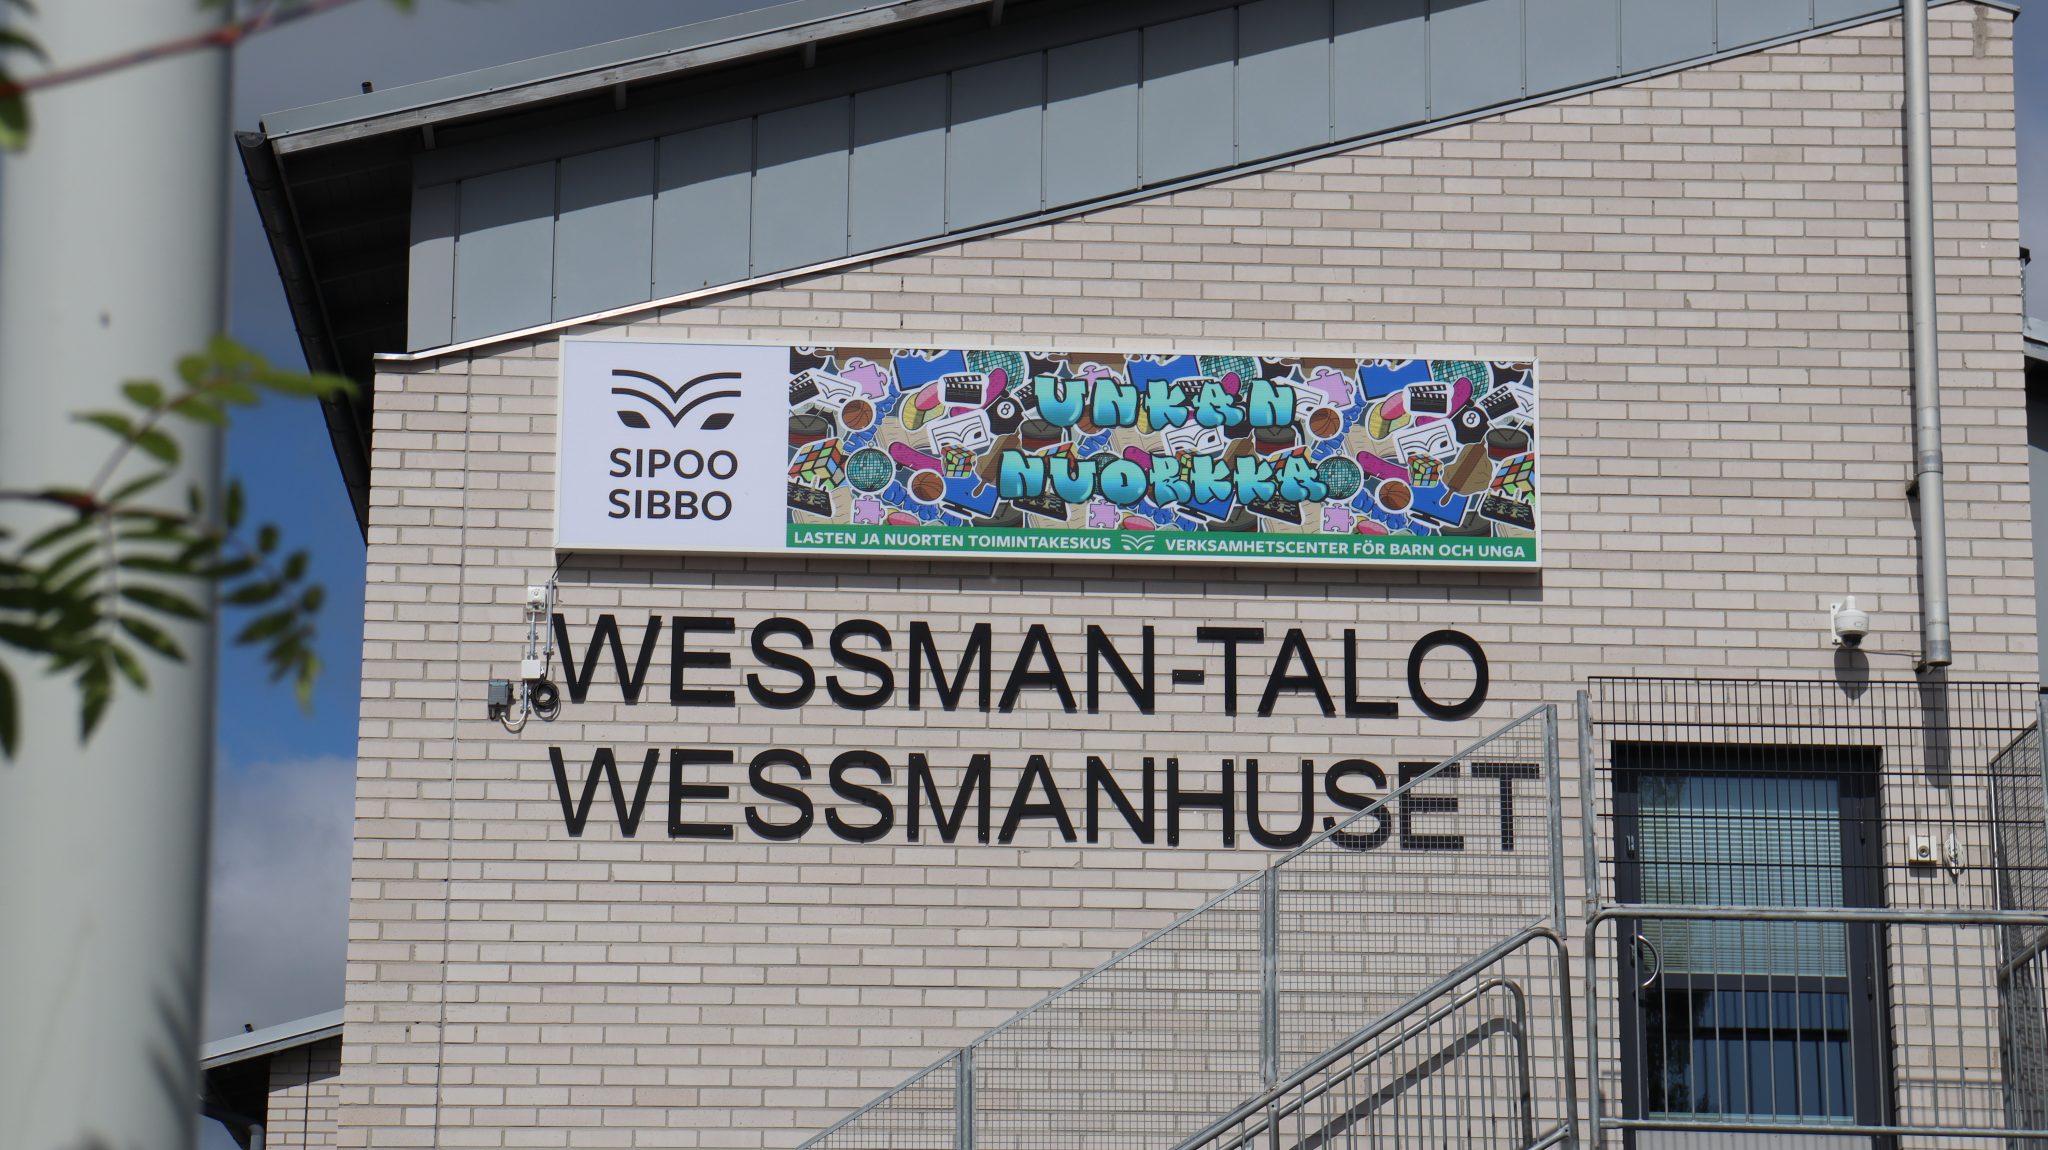 SIPOO
SIBBO
UNKAN
NUORKKA
LASTEN JA NUORTEN TOIMINTAKESKUS VERKSAMHETSCENTER FÖR BARN OCH UNGA
WESSMAN-TALO
WESSMANHUSET